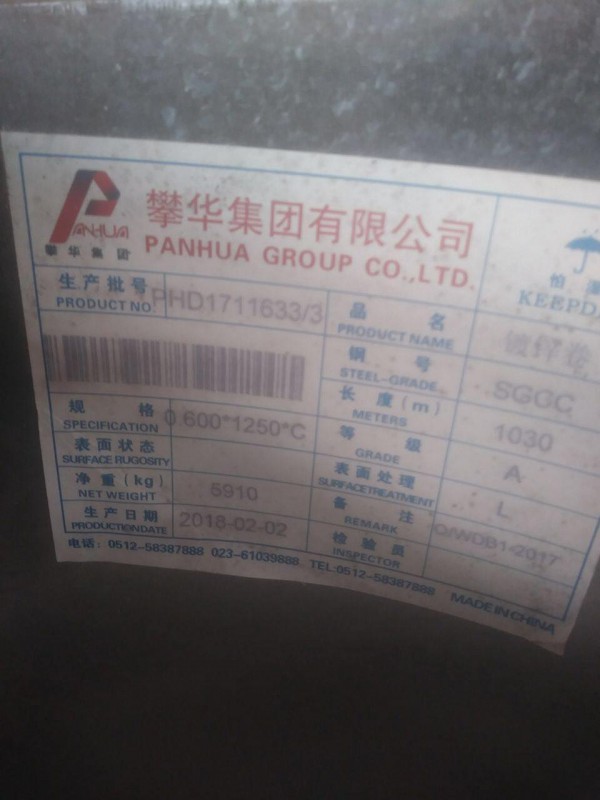 PANHUA
攀华集团
攀华集团有限公司
PANHUA GROUP CO.,LTD.
怕
KEEPD
生产批号
PRODUCT NO.
PHD1711633/3
品 名
PRODUCT NAME
镀锌卷
钢 号
STEEL-GRADE
SGCC
长 度(m)
METERS
1030
规 格
SPECIFICATION
0.600*1250*C
等 级
GRADE
A
表面状态
SURFACE RUGOSITY
表面处理
SURFACETREATMENT
L
净重(kg)
NET WEIGHT
5910
备 注
REMARK
Q/WDB1-2017
生产日期
PRODUCTIONDATE
2018-02-02
检验员
INSPECTOR
电话: 0512-58387888 023-61039888 TEL:0512-58387888 MADE IN CHINA